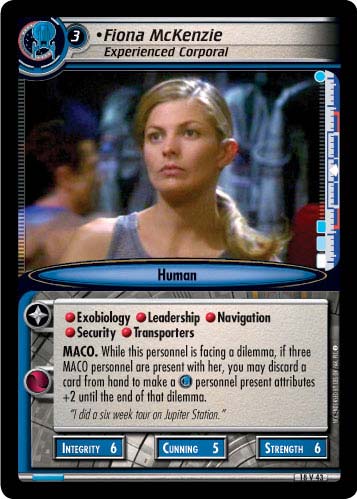 3
•Fiona McKenzie
Experienced Corporal
Human
Exobiology Leadership Navigation
Security Transporters
MACO. While this personnel is facing a dilemma, if three
MACO personnel are present with her, you may discard a
card from hand to make a personnel present attributes
+2 until the end of that dilemma.
"I did a six week tour on Jupiter Station."
INTEGRITY 6 CUNNING 5 STRENGTH 6
18 V 43